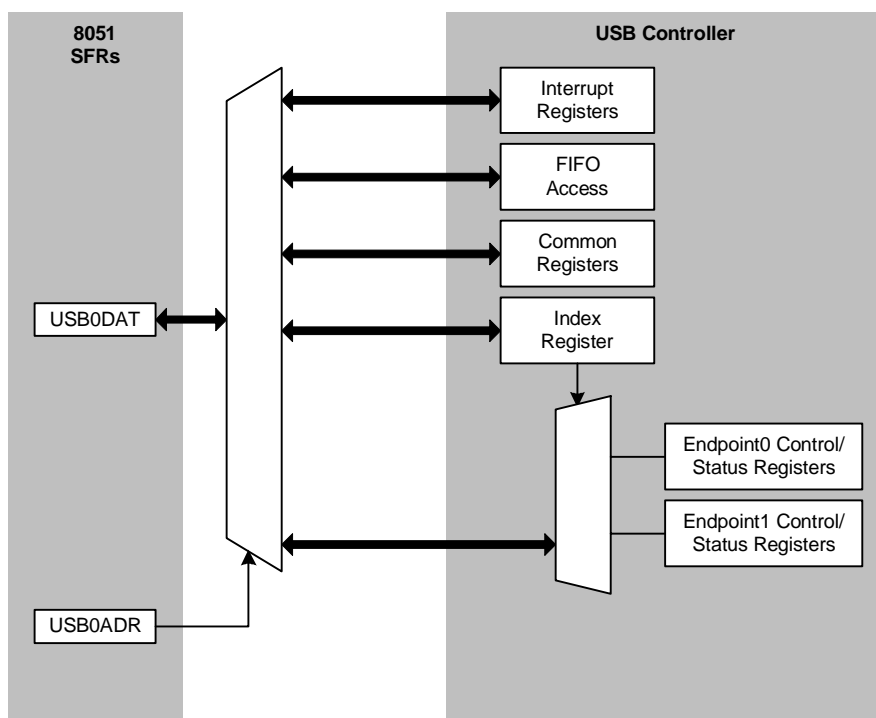 8051
SFRs
USB Controller
Interrupt
Registers
FIFO
Access
Common
Registers
USB0DAT
Index
Register
Endpoint0 Control/
Status Registers
Endpoint1 Control/
Status Registers
USB0ADR